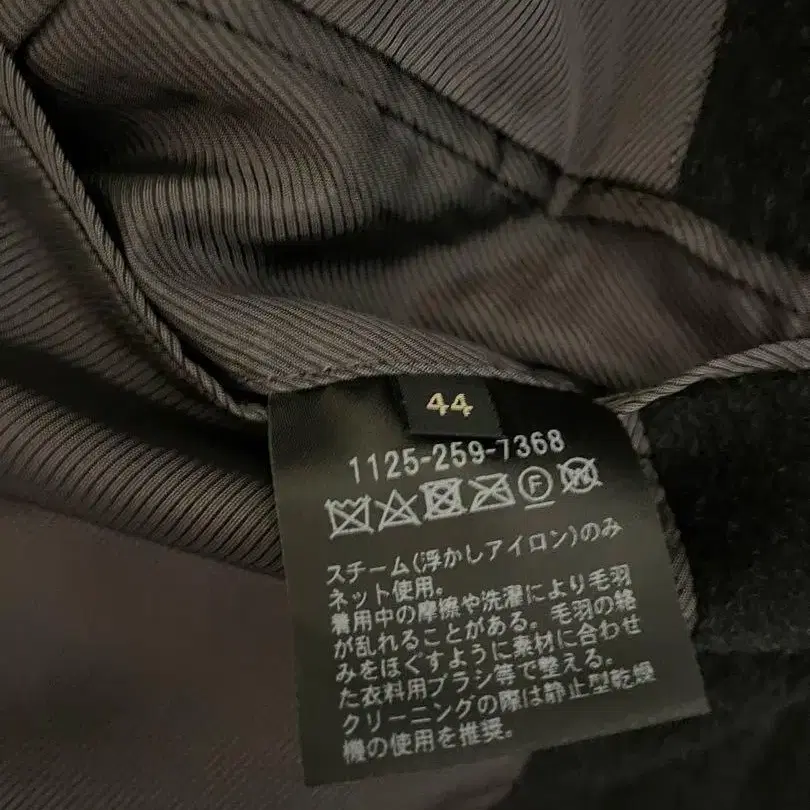 44
1125-259-7368
F W
スチーム(浮かしアイロン)のみ
ネット使用。
着用中の摩擦や洗濯により毛羽
が乱れることがある。毛羽の絡
みをほぐすように素材に合わせ
た衣料用ブラシ等で整える。
クリーニングの際は静止型乾燥
機の使用を推奨。